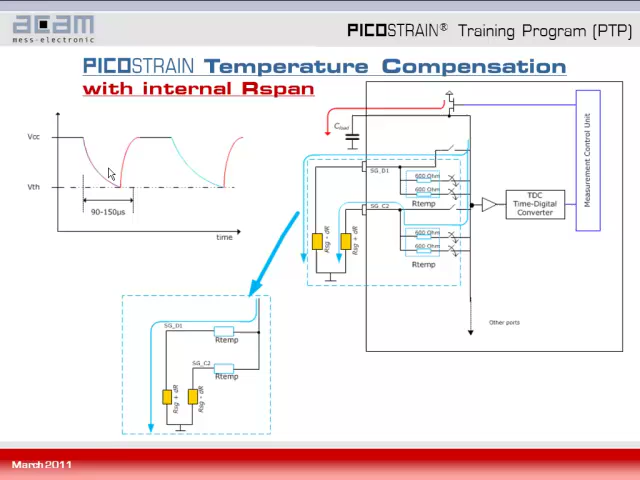 acam
mess-electronic
PICOSTRAIN® Training Program (PTP)
PICOSTRAIN Temperature Compensation
with internal Rspan
Vcc
Vth
90-150µs
time
Cload
SG_D1
600 Ohm
600 Ohm
Rtemp
SG_C2
600 Ohm
600 Ohm
Rtemp
Rsg - dR
Rsg + dR
TDC
Time-Digital
Converter
Measurement Control Unit
Other ports
SG_D1
Rtemp
SG_C2
Rtemp
Rsg + dR
Rsg - dR
March 2011